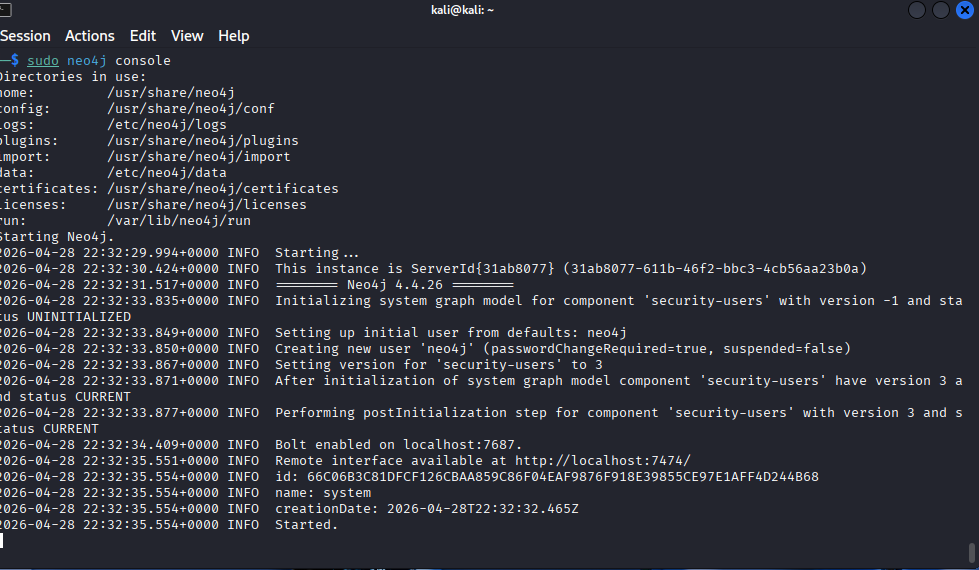 kali@kali: ~
Session Actions Edit View Help
─$ sudo neo4j console
Directories in use:
home: /usr/share/neo4j
config: /usr/share/neo4j/conf
logs: /etc/neo4j/logs
plugins: /usr/share/neo4j/plugins
import: /usr/share/neo4j/import
data: /etc/neo4j/data
certificates: /usr/share/neo4j/certificates
licenses: /usr/share/neo4j/licenses
run: /var/lib/neo4j/run
Starting Neo4j.
2026-04-28 22:32:29.994+0000 INFO Starting...
2026-04-28 22:32:30.424+0000 INFO This instance is ServerId{31ab8077} (31ab8077-611b-46f2-bbc3-4cb56aa23b0a)
2026-04-28 22:32:31.517+0000 INFO ======== Neo4j 4.4.26 ========
2026-04-28 22:32:33.835+0000 INFO Initializing system graph model for component 'security-users' with version -1 and sta
tus UNINITIALIZED
2026-04-28 22:32:33.849+0000 INFO Setting up initial user from defaults: neo4j
2026-04-28 22:32:33.850+0000 INFO Creating new user 'neo4j' (passwordChangeRequired=true, suspended=false)
2026-04-28 22:32:33.867+0000 INFO Setting version for 'security-users' to 3
2026-04-28 22:32:33.871+0000 INFO After initialization of system graph model component 'security-users' have version 3 a
nd status CURRENT
2026-04-28 22:32:33.877+0000 INFO Performing postInitialization step for component 'security-users' with version 3 and s
tatus CURRENT
2026-04-28 22:32:34.409+0000 INFO Bolt enabled on localhost:7687.
2026-04-28 22:32:35.551+0000 INFO Remote interface available at http://localhost:7474/
2026-04-28 22:32:35.554+0000 INFO id: 66C06B3C81DFCF126CBAA859C86F04EAF9876F918E39855CE97E1AFF4D244B68
2026-04-28 22:32:35.554+0000 INFO name: system
2026-04-28 22:32:35.554+0000 INFO creationDate: 2026-04-28T22:32:32.465Z
2026-04-28 22:32:35.554+0000 INFO Started.